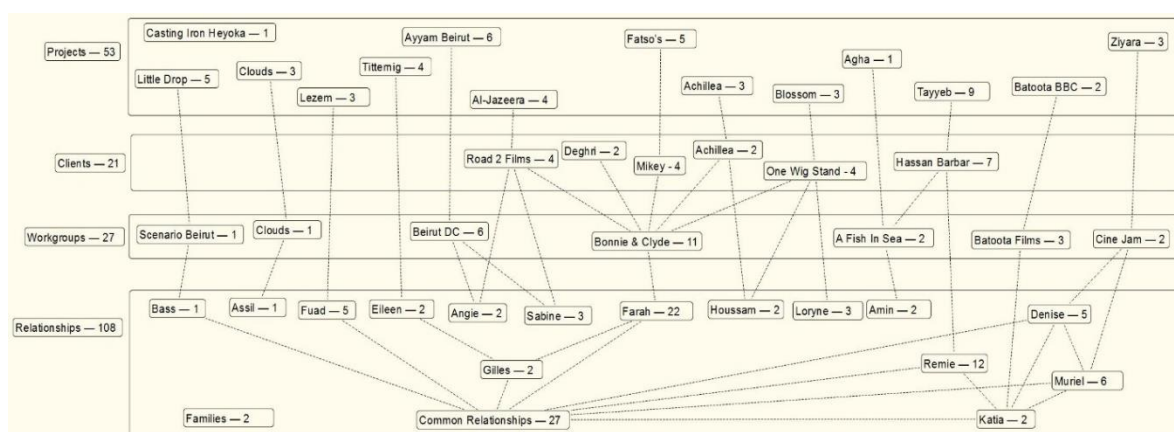 Projects — 53
Casting Iron Heyoka — 1
Ayyam Beirut — 6
Fatso's — 5
Ziyara — 3
Little Drop — 5
Clouds — 3
Tittemig — 4
Agha — 1
Lezem — 3
Al-Jazeera — 4
Achillea — 3
Blossom — 3
Tayyeb — 9
Batoota BBC — 2
Clients — 21
Road 2 Films — 4
Deghri — 2
Mikey - 4
Achillea — 2
One Wig Stand - 4
Hassan Barbar — 7
Workgroups — 27
Scenario Beirut — 1
Clouds — 1
Beirut DC — 6
Bonnie & Clyde — 11
A Fish In Sea — 2
Batoota Films — 3
Cine Jam — 2
Relationships — 108
Bass — 1
Assil — 1
Fuad — 5
Eileen — 2
Angie — 2
Sabine — 3
Farah — 22
Houssam — 2
Loryne — 3
Amin — 2
Denise — 5
Gilles — 2
Remie — 12
Muriel — 6
Families — 2
Common Relationships — 27
Katia — 2